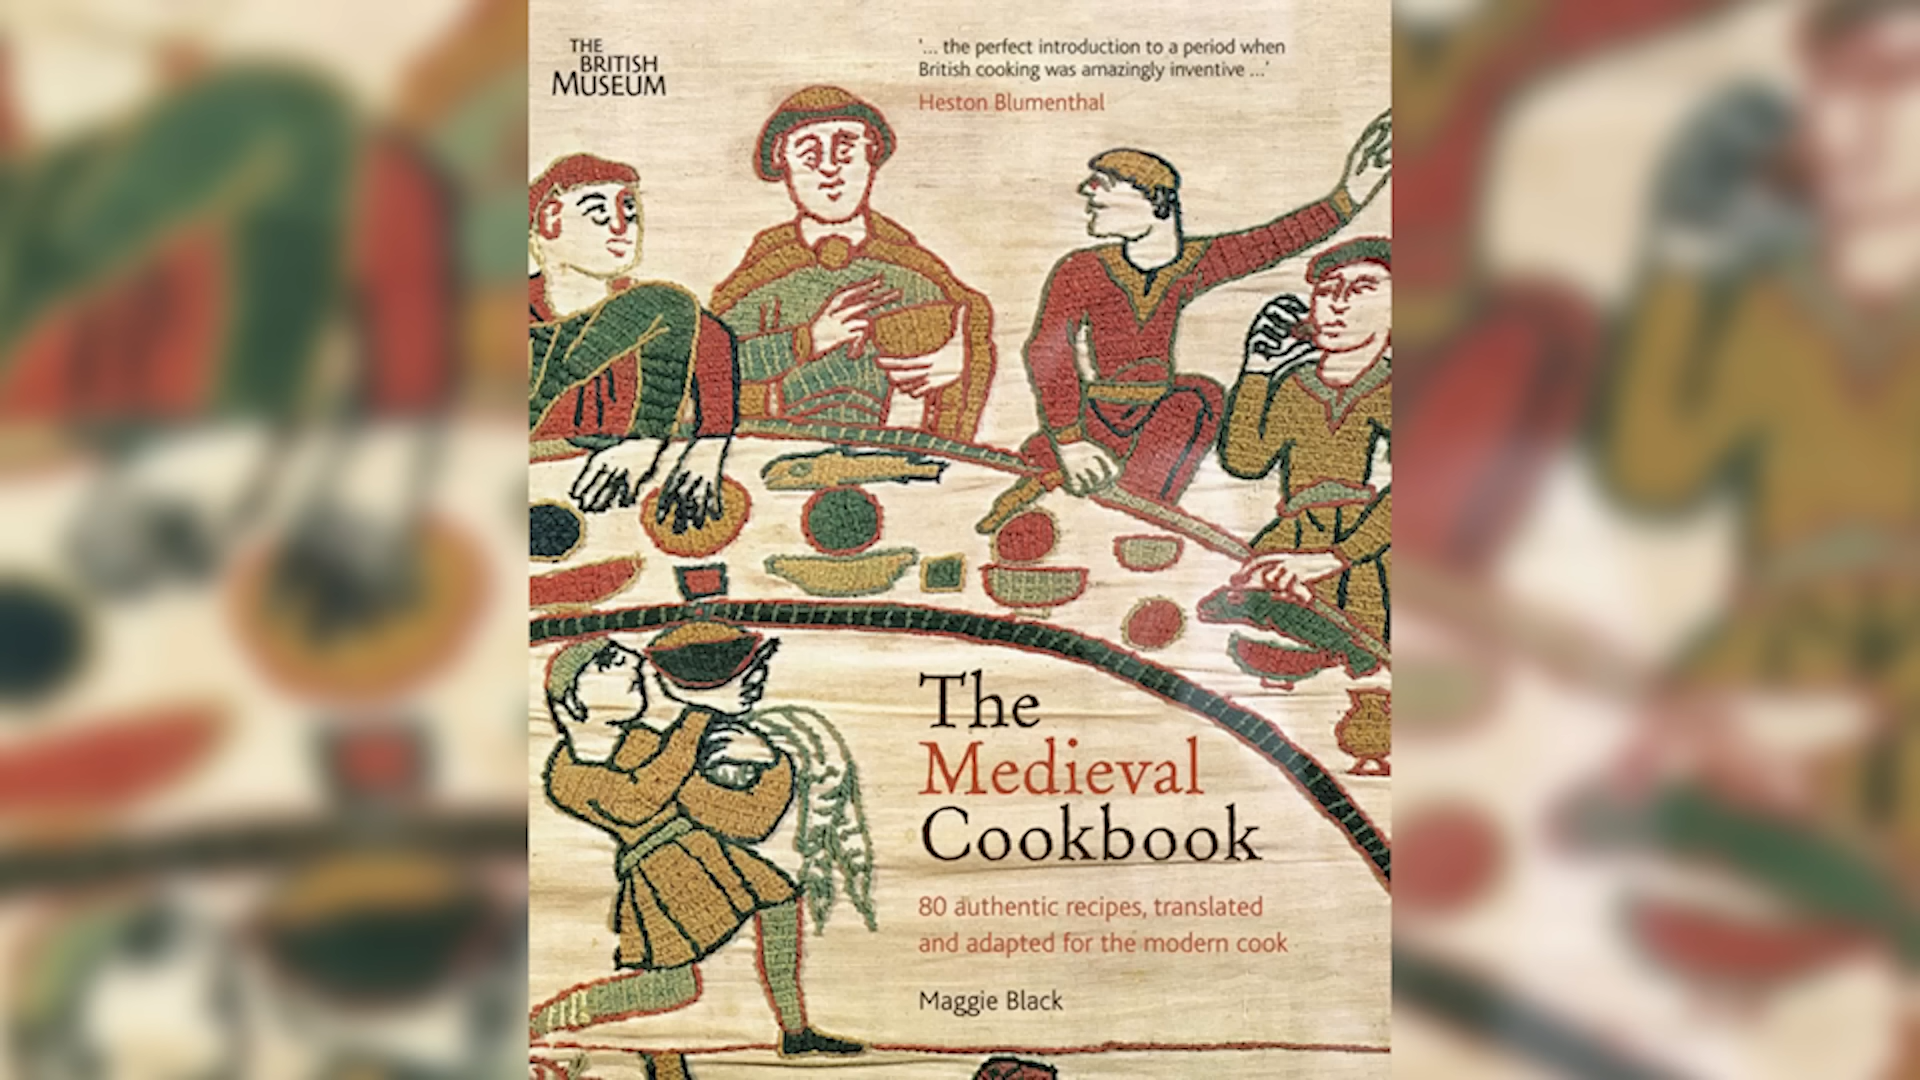 THE
BRITISH
MUSEUM
'... the perfect introduction to a period when
British cooking was amazingly inventive ...'
Heston Blumenthal
The
Medieval
Cookbook
80 authentic recipes, translated
and adapted for the modern cook
Maggie Black